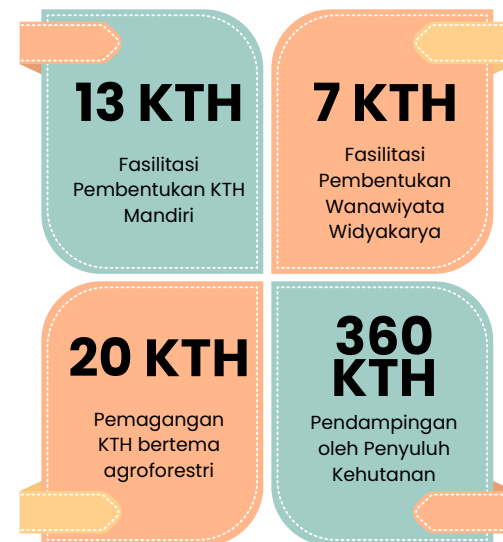 13 KTH
Fasilitasi
Pembentukan KTH
Mandiri
7 KTH
Fasilitasi
Pembentukan
Wanawiyata
Widyakarya
20 KTH
Pemagangan
KTH bertema
agroforestri
360
KTH
Pendampingan
oleh Penyuluh
Kehutanan